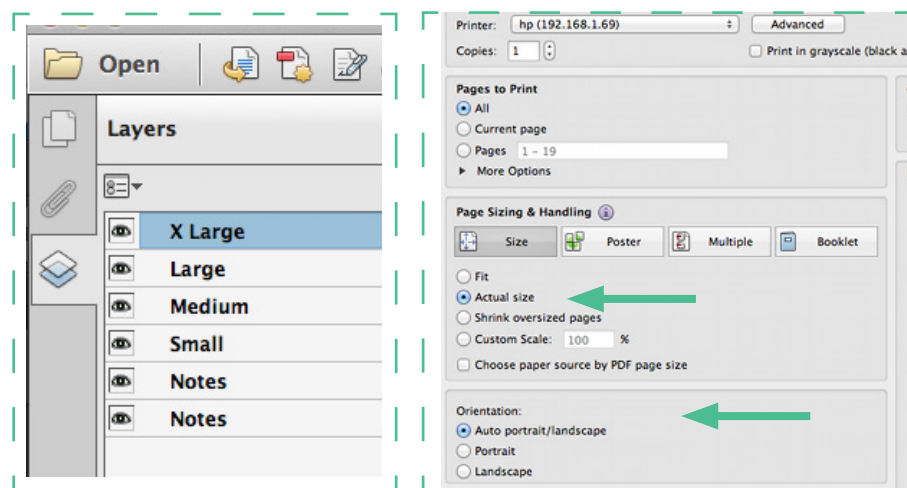 Open
Layers
X Large
Large
Medium
Small
Notes
Notes
Printer: hp (192.168.1.69) Advanced
Copies: 1 Print in grayscale (black a
Pages to Print
All
Current page
Pages 1 – 19
More Options
Page Sizing & Handling
Size Poster Multiple Booklet
Fit
Actual size
Shrink oversized pages
Custom Scale: 100 %
Choose paper source by PDF page size
Orientation:
Auto portrait/landscape
Portrait
Landscape